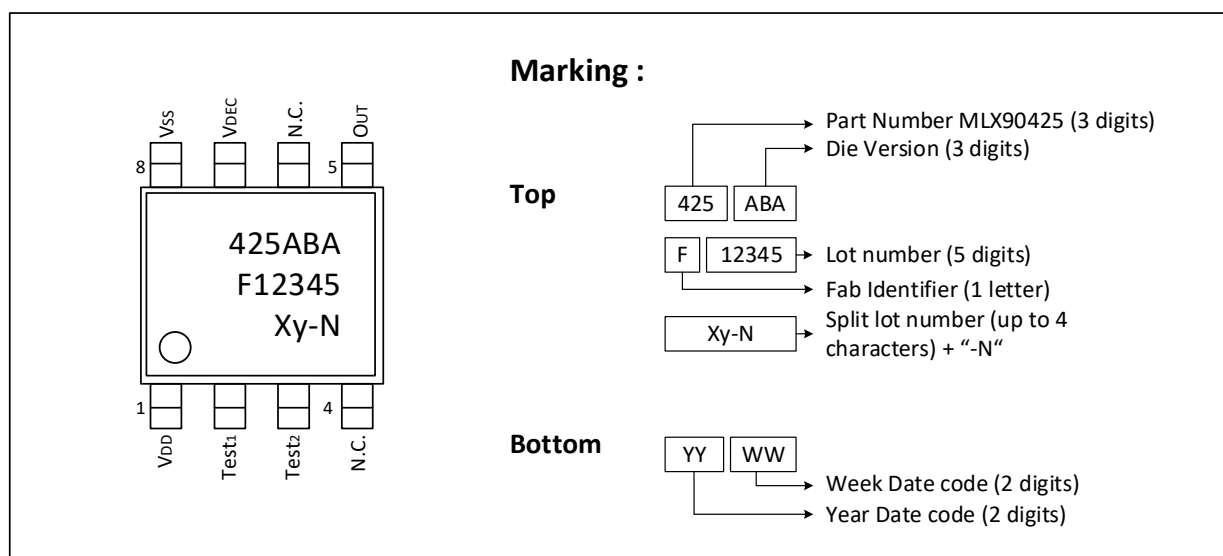 Marking :
VSS
VDEC
N.C.
OUT
8
5
425ABA
F12345
Xy-N
1
4
VDD
Test1
Test2
N.C.
Part Number MLX90425 (3 digits)
Die Version (3 digits)
Top
425 ABA
F 12345
Lot number (5 digits)
Fab Identifier (1 letter)
Xy-N
Split lot number (up to 4
characters) + “-N“
Bottom
YY WW
Week Date code (2 digits)
Year Date code (2 digits)